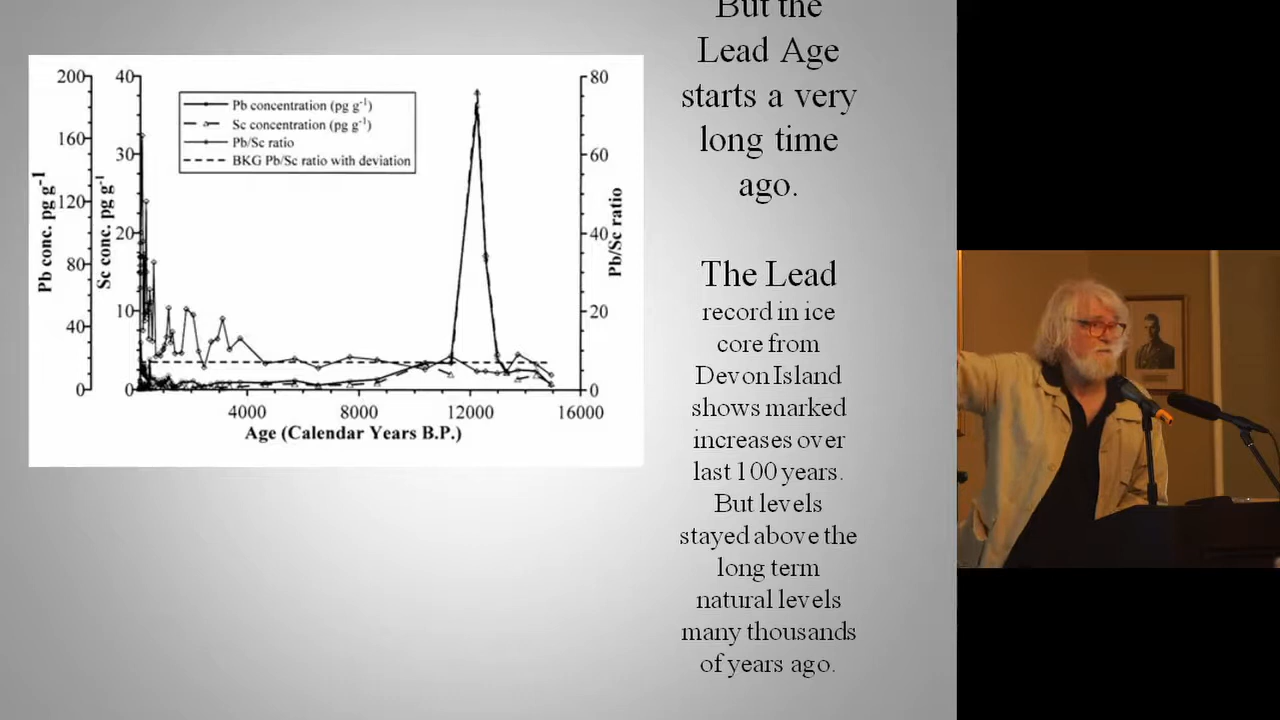 But the
Lead Age
starts a very
long time
ago.
200
160
120
80
40
0
Pb conc. pg g-1
40
30
20
10
0
Sc conc. pg g-1
Pb concentration (pg g-1)
Sc concentration (pg g-1)
Pb/Sc ratio
BKG Pb/Sc ratio with deviation
80
60
40
20
0
Pb/Sc ratio
4000
8000
12000
16000
Age (Calendar Years B.P.)
The Lead
record in ice
core from
Devon Island
shows marked
increases over
last 100 years.
But levels
stayed above the
long term
natural levels
many thousands
of years ago.